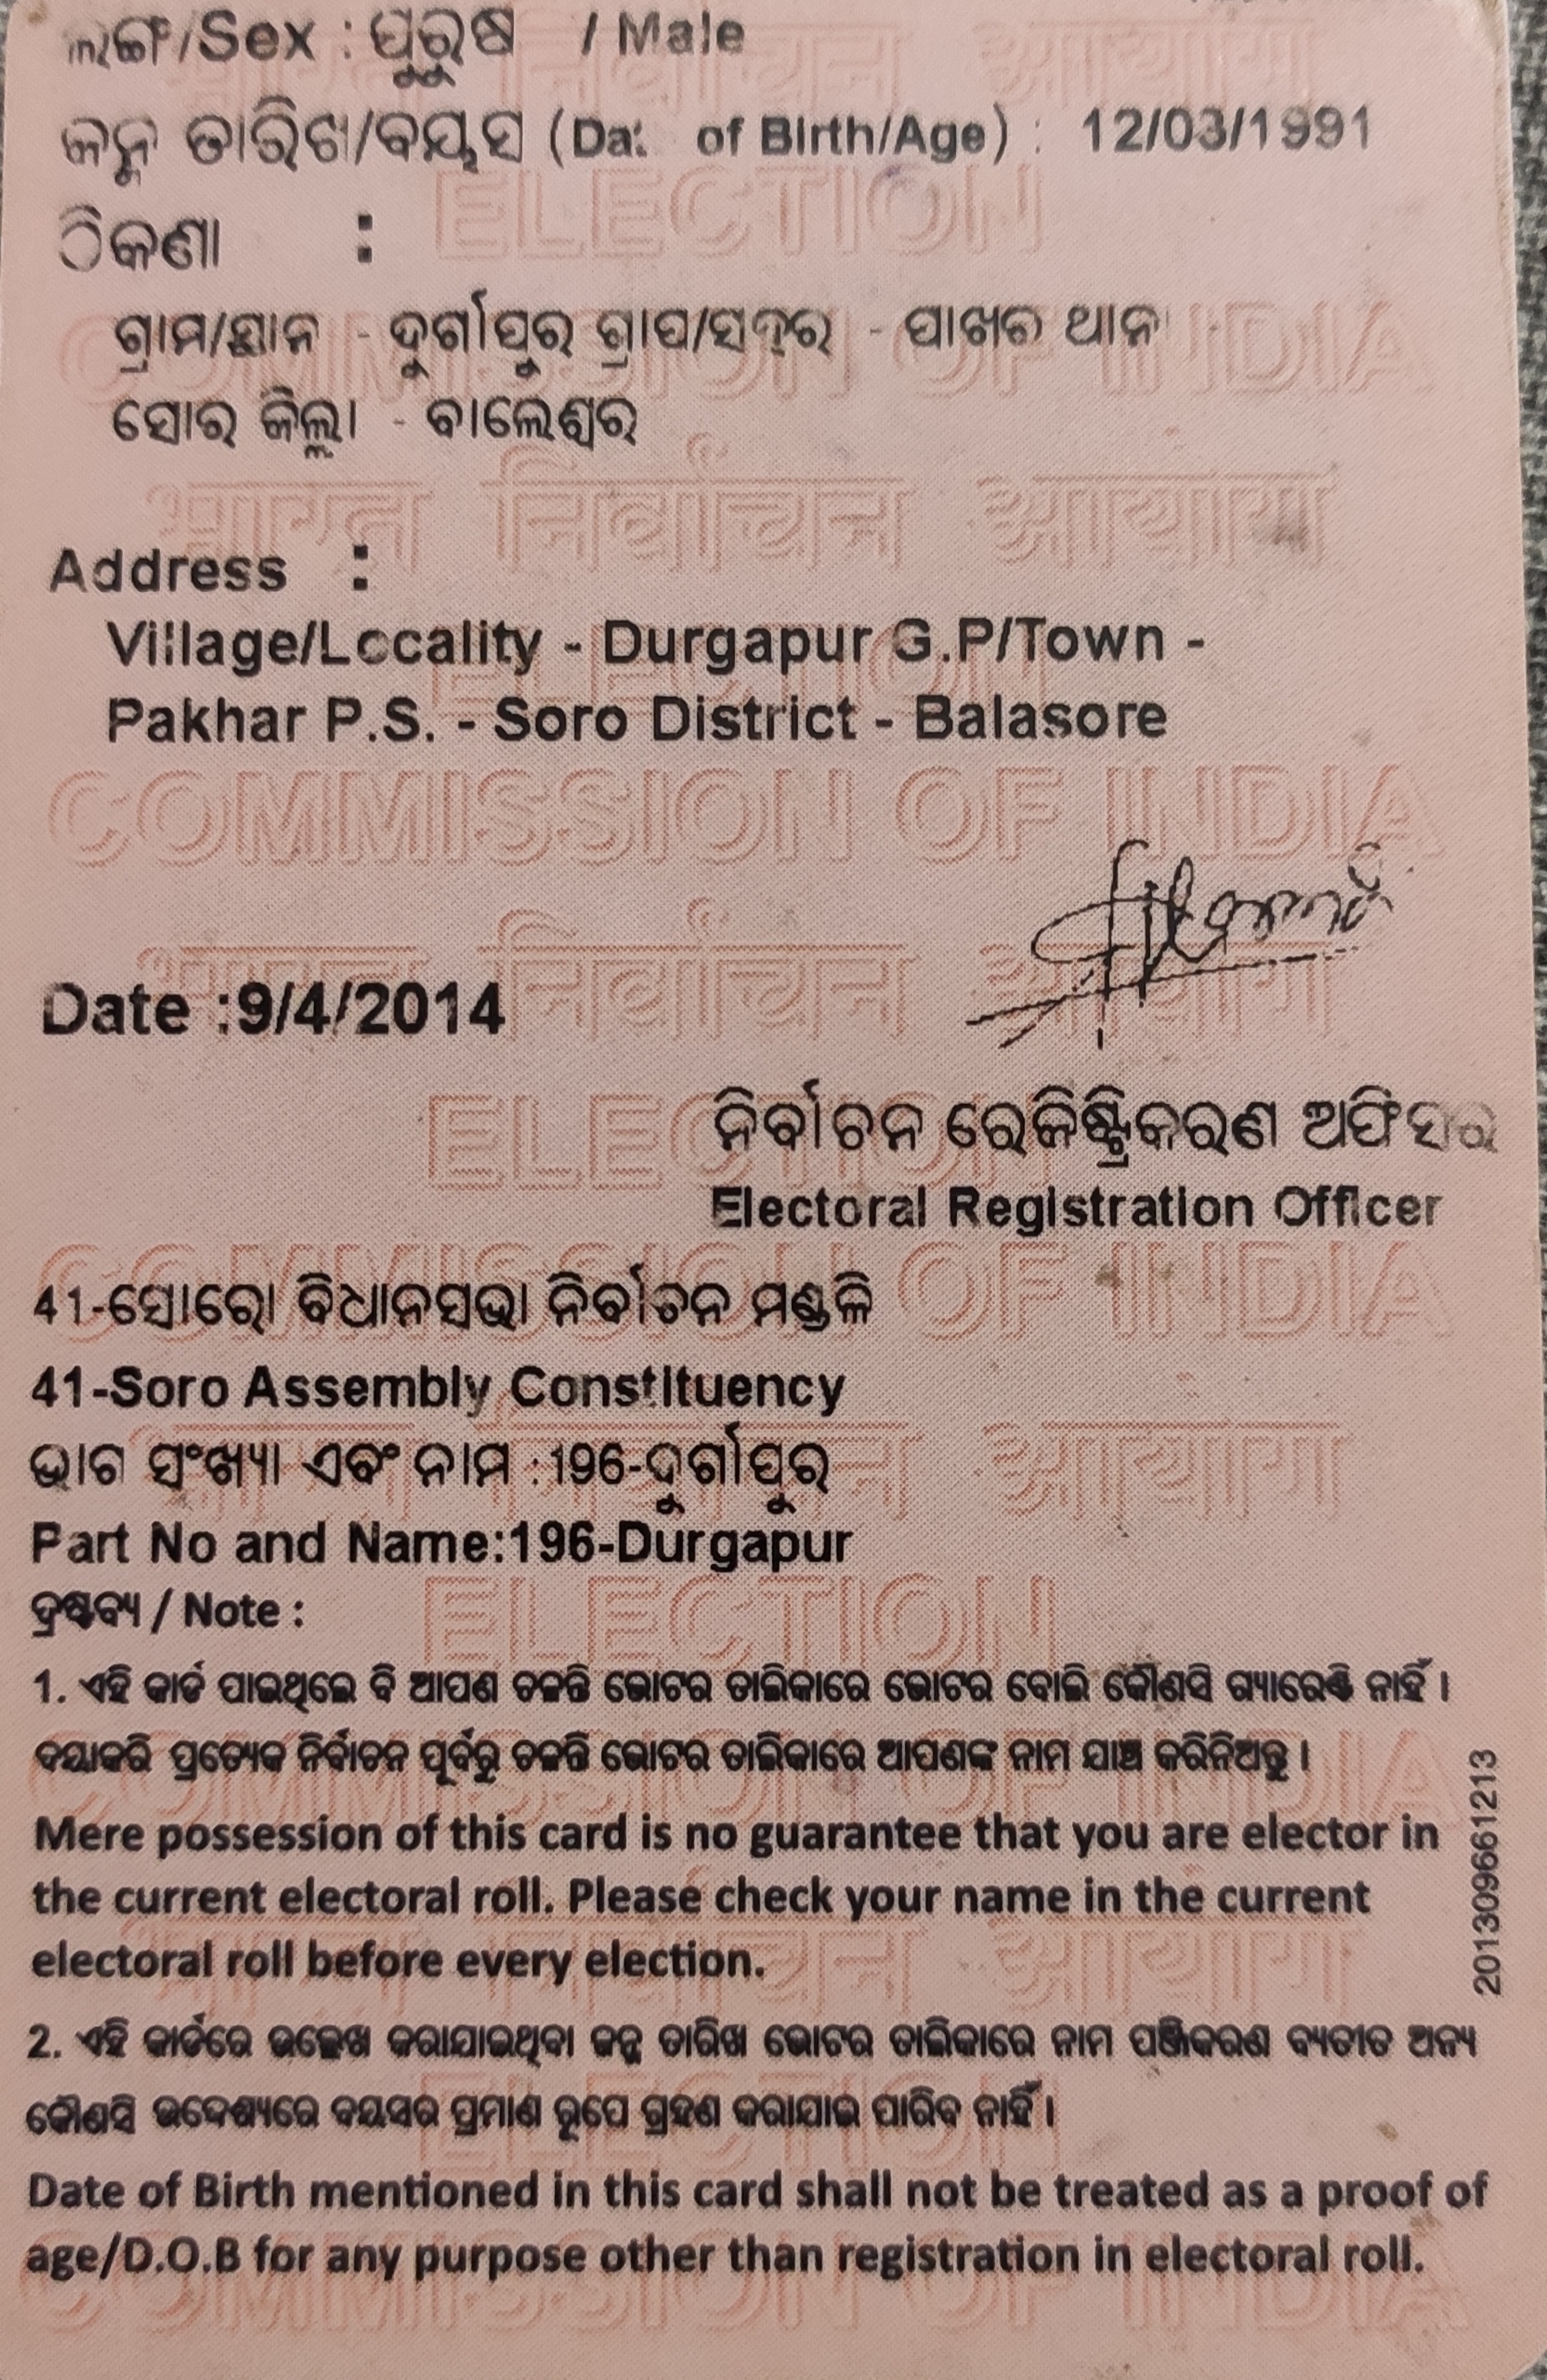 ଲିଙ୍ଗ/Sex : ପୁରୁଷ / Male
ଜନ୍ମ ତାରିଖ/ବୟସ (Dat of Birth/Age) : 12/03/1991
ଠିକଣା :
ଗ୍ରାମ/ସ୍ଥାନ - ଦୁର୍ଗାପୁର ଗ୍ରାପ/ସହର - ପାଖର ଥାନା
ସୋର ଜିଲ୍ଲା - ବାଲେଶ୍ୱର
Address :
Village/Locality - Durgapur G.P/Town -
Pakhar P.S. - Soro District - Balasore
Date :9/4/2014
ନିର୍ବାଚନ ରେଜିଷ୍ଟ୍ରିକରଣ ଅଫିସର
Electoral Registration Officer
41-ସୋରୋ ବିଧାନସଭା ନିର୍ବାଚନ ମଣ୍ଡଳି
41-Soro Assembly Constituency
ଭାଗ ସଂଖ୍ୟା ଏବଂ ନାମ :196-ଦୁର୍ଗାପୁର
Part No and Name:196-Durgapur
ଦ୍ରଷ୍ଟବ୍ୟ / Note :
1. ଏହି କାର୍ଡ ପାଇଥିଲେ ବି ଆପଣ ଚଳନ୍ତି ଭୋଟର ତାଲିକାରେ ଭୋଟର ବୋଲି କୌଣସି ଗ୍ୟାରେଣ୍ଟି ନାହିଁ ।
ଦୟାକରି ପ୍ରତ୍ୟେକ ନିର୍ବାଚନ ପୂର୍ବରୁ ଚଳନ୍ତି ଭୋଟର ତାଲିକାରେ ଆପଣଙ୍କ ନାମ ଯାଞ୍ଚ କରିନିଅନ୍ତୁ ।
Mere possession of this card is no guarantee that you are elector in
the current electoral roll. Please check your name in the current
electoral roll before every election.
2. ଏହି କାର୍ଡରେ ଉଲ୍ଲେଖ କରାଯାଇଥିବା ଜନ୍ମ ତାରିଖ ଭୋଟର ତାଲିକାରେ ନାମ ପଞ୍ଜିକରଣ ବ୍ୟତୀତ ଅନ୍ୟ
କୌଣସି ଉଦ୍ଦେଶ୍ୟରେ ବୟସର ପ୍ରମାଣ ରୂପେ ଗ୍ରହଣ କରାଯାଇ ପାରିବ ନାହିଁ ।
Date of Birth mentioned in this card shall not be treated as a proof of
age/D.O.B for any purpose other than registration in electoral roll.
201309661213
भारत निर्वाचन आयोग
ELECTION
COMMISSION OF INDIA